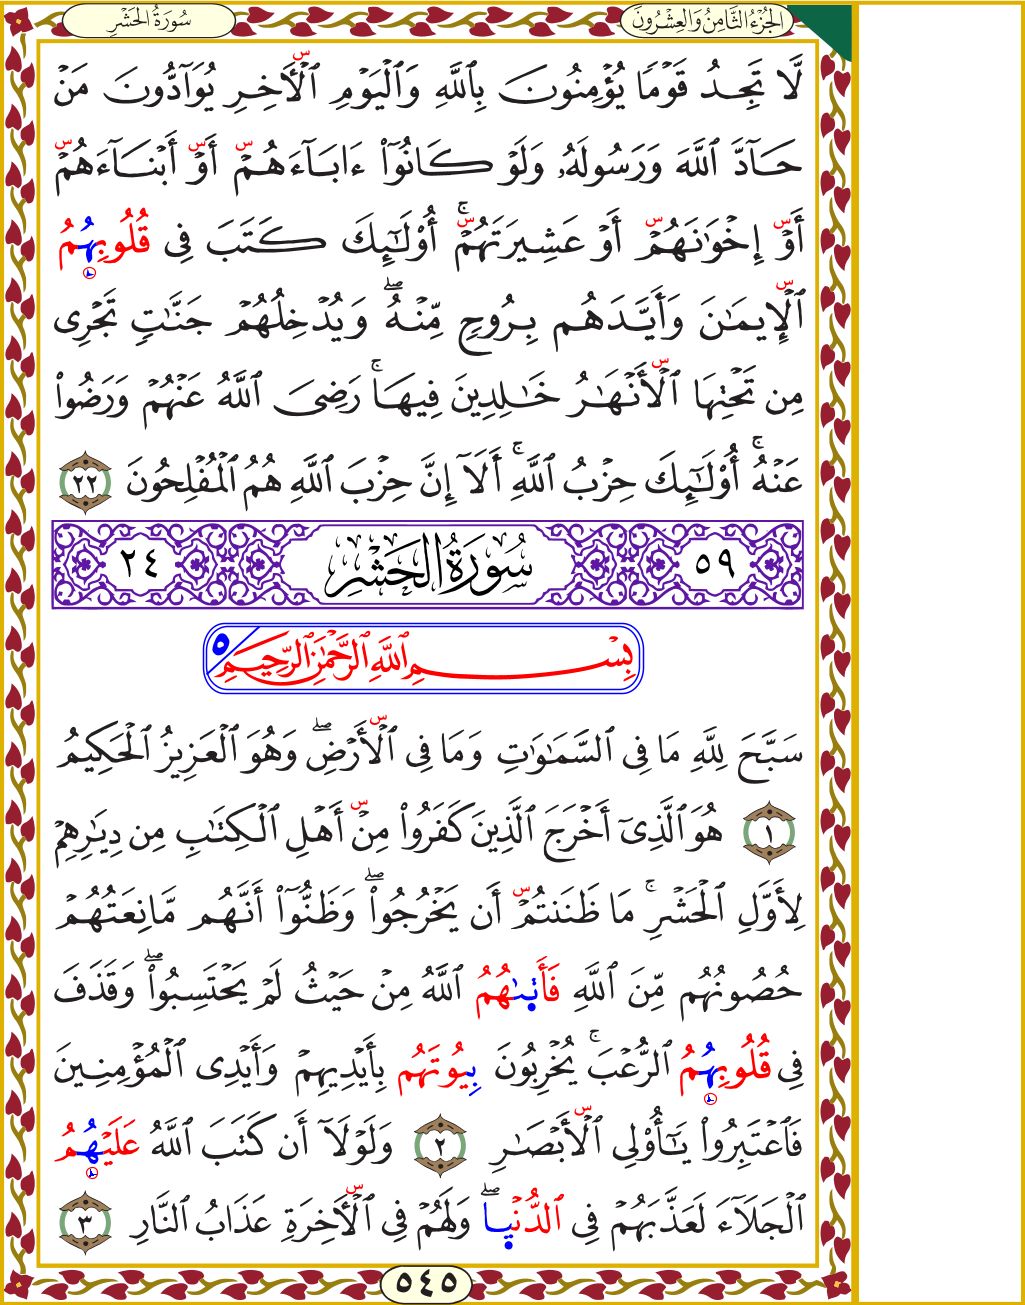 الجُزْءُ الثَّامِنُ وَالعِشْرُونَ
سُورَةُ الحَشْرِ
لَّا تَجِدُ قَوْمًا يُؤْمِنُونَ بِٱللَّهِ وَٱلْيَوْمِ ٱلْأَخِرِ يُوَآدُّونَ مَنْ
حَآدَّ ٱللَّهَ وَرَسُولَهُۥ وَلَوْ كَانُوٓا۟ ءَابَآءَهُمْ أَوْ أَبْنَآءَهُمْ
أَوْ إِخْوَٰنَهُمْ أَوْ عَشِيرَتَهُمْ ۚ أُو۟لَٰٓئِكَ كَتَبَ فِى قُلُوبِهُمُ
ٱلْإِيمَٰنَ وَأَيَّدَهُم بِرُوحٍ مِّنْهُ ۖ وَيُدْخِلُهُمْ جَنَّٰتٍ تَجْرِى
مِن تَحْتِهَا ٱلْأَنْهَٰرُ خَٰلِدِينَ فِيهَا ۚ رَضِىَ ٱللَّهُ عَنْهُمْ وَرَضُوا۟
عَنْهُ ۚ أُو۟لَٰٓئِكَ حِزْبُ ٱللَّهِ ۚ أَلَآ إِنَّ حِزْبَ ٱللَّهِ هُمُ ٱلْمُفْلِحُونَ ٢٢
٥٩ سُورَةُ الحَشْرِ ٢٤
بِسْمِ ٱللَّهِ ٱلرَّحْمَٰنِ ٱلرَّحِيمِ ٥
سَبَّحَ لِلَّهِ مَا فِى ٱلسَّمَٰوَٰتِ وَمَا فِى ٱلْأَرْضِ ۖ وَهُوَ ٱلْعَزِيزُ ٱلْحَكِيمُ
١ هُوَ ٱلَّذِىٓ أَخْرَجَ ٱلَّذِينَ كَفَرُوا۟ مِنْ أَهْلِ ٱلْكِتَٰبِ مِن دِيَٰرِهِمْ
لِأَوَّلِ ٱلْحَشْرِ ۚ مَا ظَنَنتُمْ أَن يَخْرُجُوا۟ ۖ وَظَنُّوٓا۟ أَنَّهُم مَّانِعَتُهُمْ
حُصُونُهُم مِّنَ ٱللَّهِ فَأَتَىٰهُمُ ٱللَّهُ مِنْ حَيْثُ لَمْ يَحْتَسِبُوا۟ ۖ وَقَذَفَ
فِى قُلُوبِهُمُ ٱلرُّعْبَ ۚ يُخْرِبُونَ بِيُوتَهُم بِأَيْدِيهِمْ وَأَيْدِى ٱلْمُؤْمِنِينَ
فَٱعْتَبِرُوا۟ يَٰٓأُو۟لِى ٱلْأَبْصَٰرِ ٢ وَلَوْلَآ أَن كَتَبَ ٱللَّهُ عَلَيْهُمُ
ٱلْجَلَآءَ لَعَذَّبَهُمْ فِى ٱلدُّنْيَا ۖ وَلَهُمْ فِى ٱلْأَخِرَةِ عَذَابُ ٱلنَّارِ ٣
٥٤٥